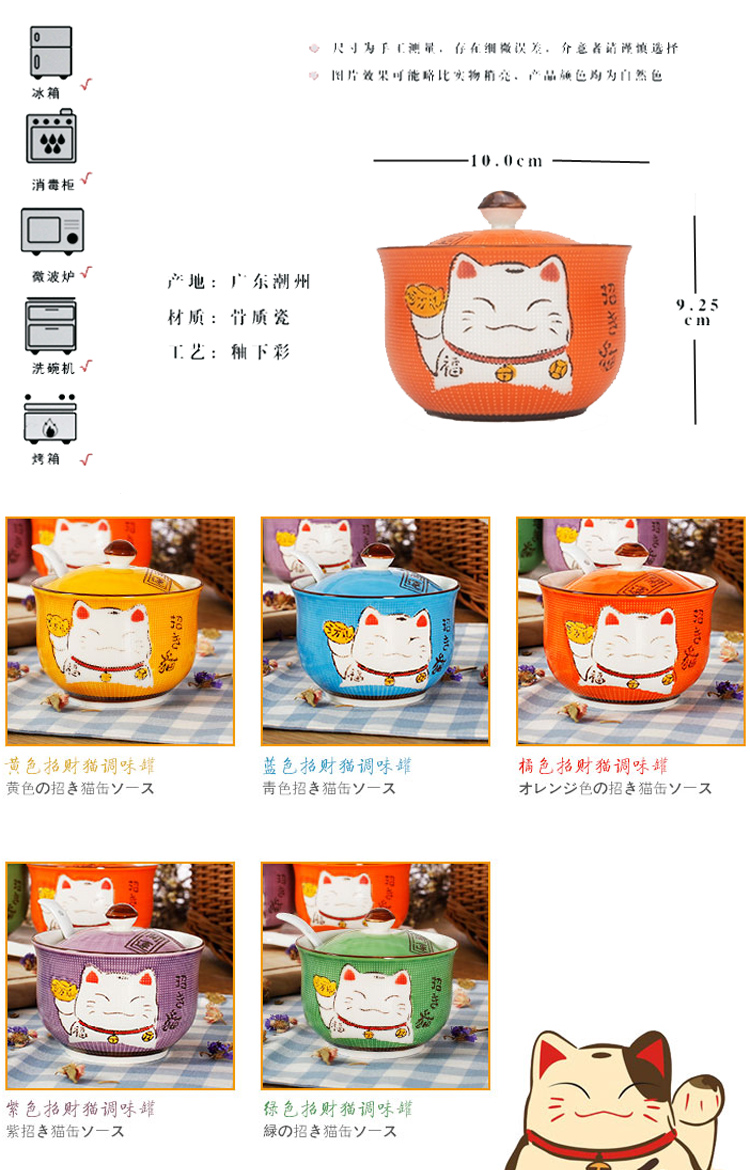 尺寸为手工测量，存在细微误差，介意者请谨慎选择
图片效果可能略比实物稍亮，产品颜色均为自然色
冰箱
消毒柜
微波炉
洗碗机
烤箱
产地：广东潮州
材质：骨质瓷
工艺：釉下彩
10.0cm
9.25
cm
招き猫
福
黄色招财猫调味罐
黄色の招き猫缶ソース
蓝色招财猫调味罐
青色招き猫缶ソース
橘色招财猫调味罐
オレンジ色の招き猫缶ソース
紫色招财猫调味罐
紫招き猫缶ソース
绿色招财猫调味罐
緑の招き猫缶ソース